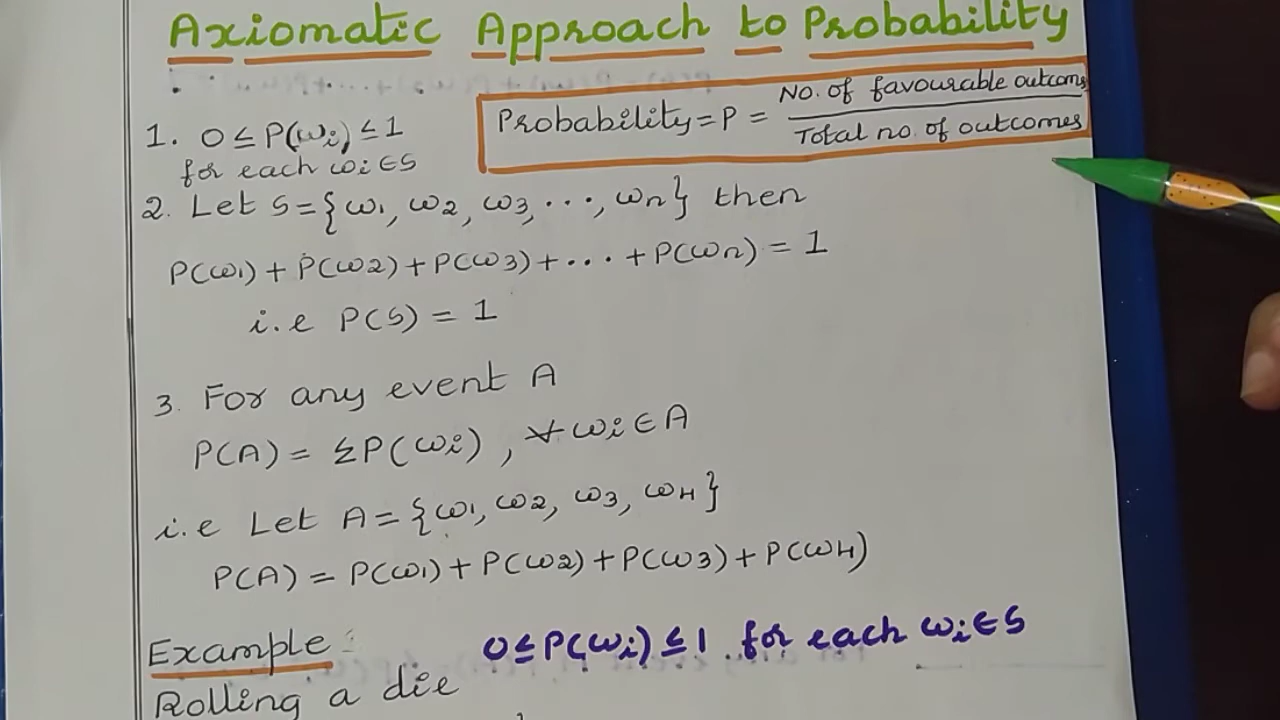 Axiomatic Approach to Probability
Probability = P = No. of favourable outcoms / Total no. of outcomes
1. 0 ≤ P(ωi) ≤ 1
for each ωi ∈ S
2. Let S = {ω1, ω2, ω3, ..., ωn} then
P(ω1) + P(ω2) + P(ω3) + ... + P(ωn) = 1
i.e P(S) = 1
3. For any event A
P(A) = ΣP(ωi), ∀ ωi ∈ A
i.e Let A = {ω1, ω2, ω3, ω4}
P(A) = P(ω1) + P(ω2) + P(ω3) + P(ω4)
Example :
0 ≤ P(ωi) ≤ 1 for each ωi ∈ S
Rolling a die